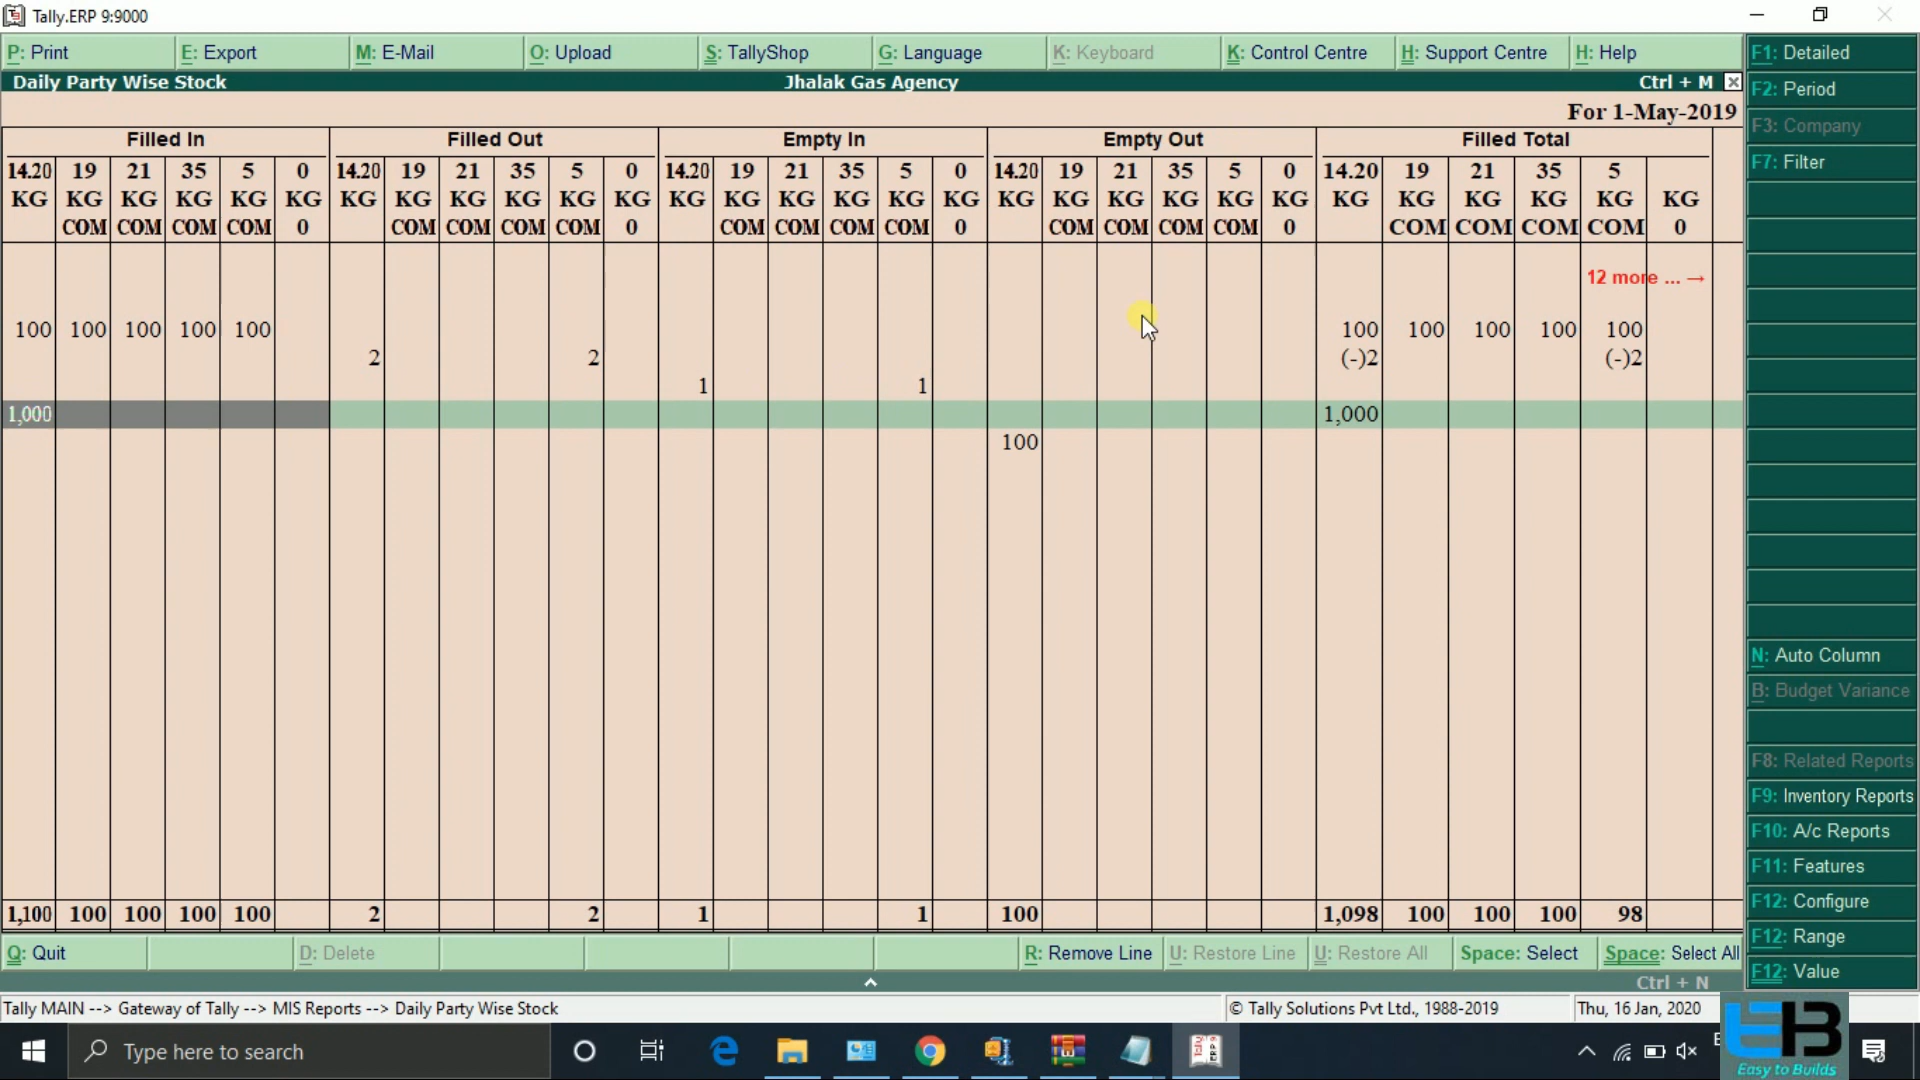 Tally.ERP 9:9000
P: Print E: Export M: E-Mail O: Upload S: TallyShop G: Language K: Keyboard K: Control Centre H: Support Centre H: Help
Daily Party Wise Stock Jhalak Gas Agency Ctrl + M
For 1-May-2019
Filled In Filled Out Empty In Empty Out Filled Total
14.20 19 21 35 5 0 14.20 19 21 35 5 0 14.20 19 21 35 5 0 14.20 19 21 35 5 0 14.20 19 21 35 5
KG KG KG KG KG KG KG KG KG KG KG KG KG KG KG KG KG KG KG KG KG KG KG KG KG KG KG KG KG KG
COM COM COM COM 0 COM COM COM COM 0 COM COM COM COM 0 COM COM COM COM 0 COM COM COM COM 0
12 more ... →
100 100 100 100 100 100 100 100 100 100
2 2 (-)2 (-)2
1 1
1,000 1,000
100
1,100 100 100 100 100 2 2 1 1 100 1,098 100 100 100 98
F1: Detailed
F2: Period
F3: Company
F7: Filter
N: Auto Column
B: Budget Variance
F8: Related Reports
F9: Inventory Reports
F10: A/c Reports
F11: Features
F12: Configure
F12: Range
F12: Value
Q: Quit D: Delete R: Remove Line U: Restore Line U: Restore All Space: Select Space: Select All
Ctrl + N
Tally MAIN --> Gateway of Tally --> MIS Reports --> Daily Party Wise Stock © Tally Solutions Pvt Ltd., 1988-2019 Thu, 16 Jan, 2020
Type here to search
EB
Easy to Builds